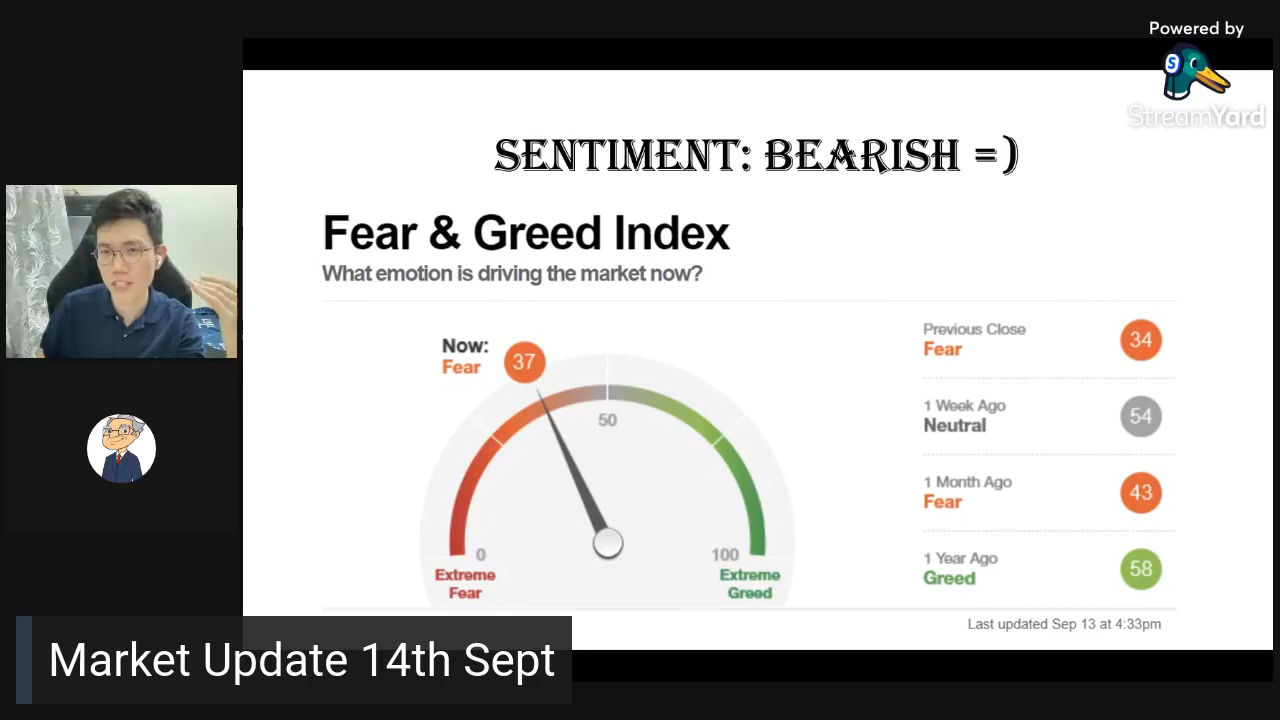 Powered by
StreamYard
SENTIMENT: BEARISH =)
Fear & Greed Index
What emotion is driving the market now?
Now:
Fear
37
50
0
100
Extreme
Fear
Extreme
Greed
Previous Close
Fear
34
1 Week Ago
Neutral
54
1 Month Ago
Fear
43
1 Year Ago
Greed
58
Last updated Sep 13 at 4:33pm
Market Update 14th Sept